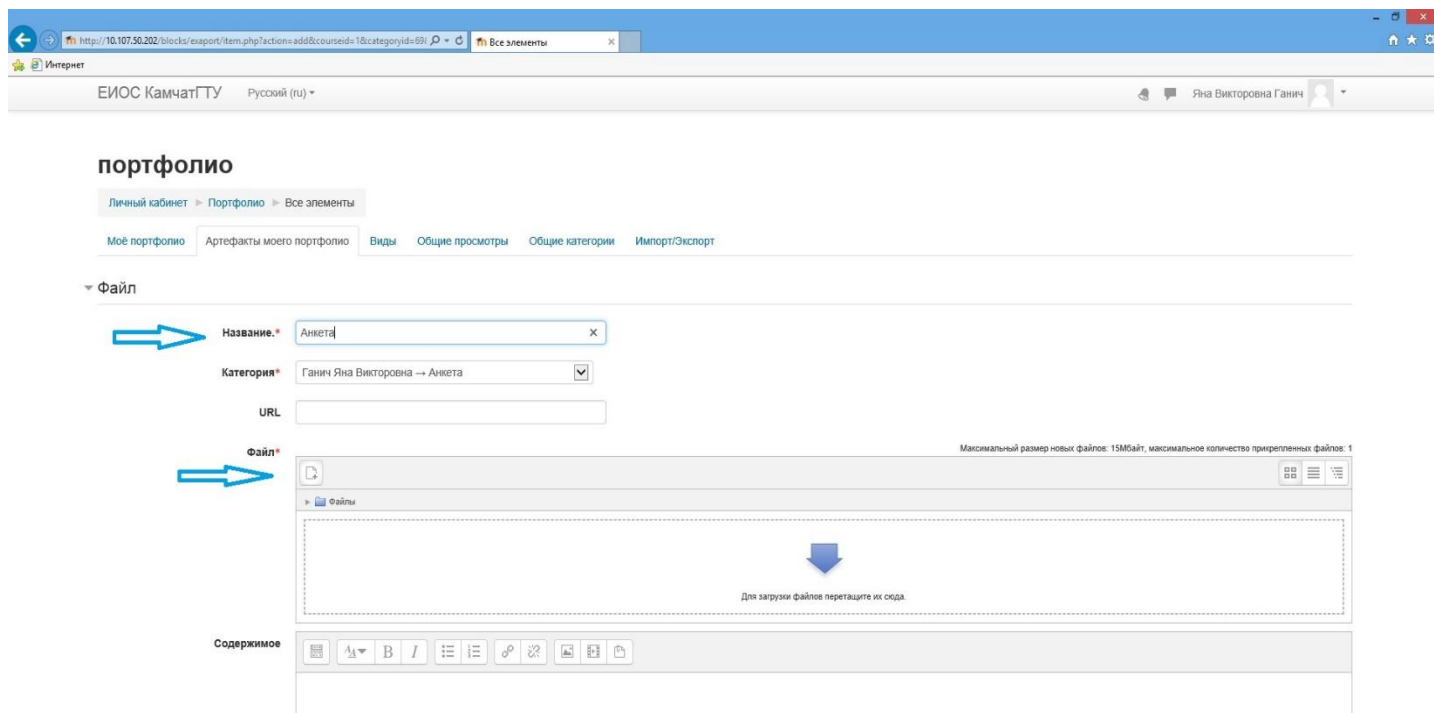 http://10.107.50.202/blocks/exaport/item.php?action=add&courseid=1&categoryid=69 Все элементы
Интернет
ЕИОС КамчатГТУ Русский (ru) Яна Викторовна Ганич
портфолио
Личный кабинет Портфолио Все элементы
Моё портфолио Артефакты моего портфолио Виды Общие просмотры Общие категории Импорт/Экспорт
Файл
Название.* Анкета
Категория* Ганич Яна Викторовна → Анкета
URL
Максимальный размер новых файлов: 15Мбайт, максимальное количество прикрепленных файлов: 1
Файл*
Файлы
Для загрузки файлов перетащите их сюда.
Содержимое